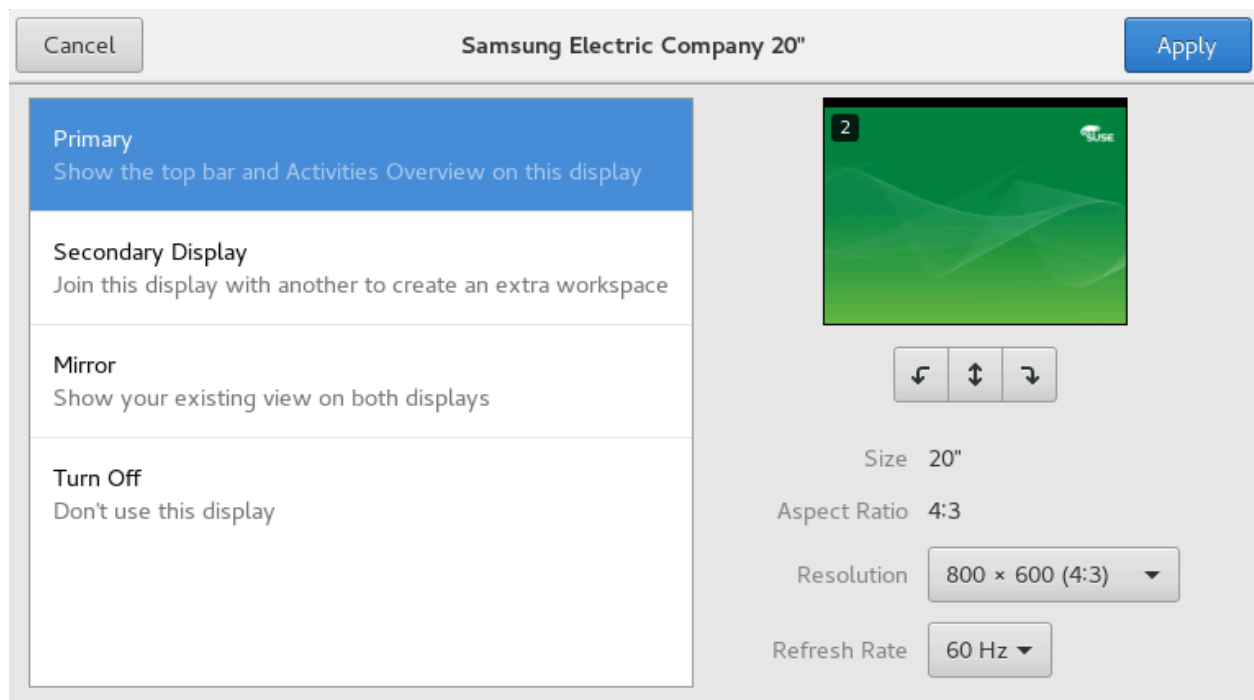 Cancel
Samsung Electric Company 20"
Apply
Primary
Show the top bar and Activities Overview on this display
Secondary Display
Join this display with another to create an extra workspace
Mirror
Show your existing view on both displays
Turn Off
Don't use this display
2
SUSE
Size 20"
Aspect Ratio 4:3
Resolution 800 × 600 (4:3)
Refresh Rate 60 Hz